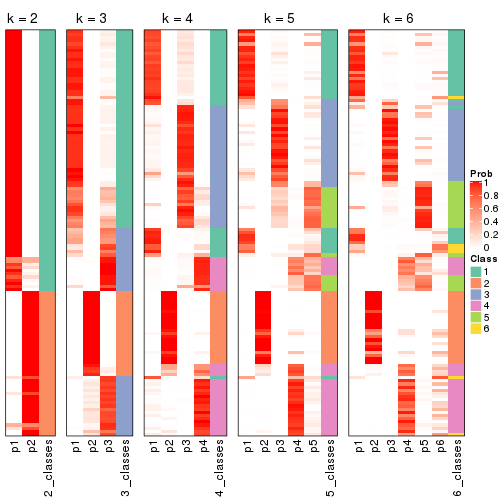 k = 2
k = 3
k = 4
k = 5
k = 6
Prob
1
0.8
0.6
0.4
0.2
0
Class
1
2
3
4
5
6
p1
p2
2_classes
p1
p2
p3
3_classes
p1
p2
p3
p4
4_classes
p1
p2
p3
p4
p5
5_classes
p1
p2
p3
p4
p5
p6
6_classes